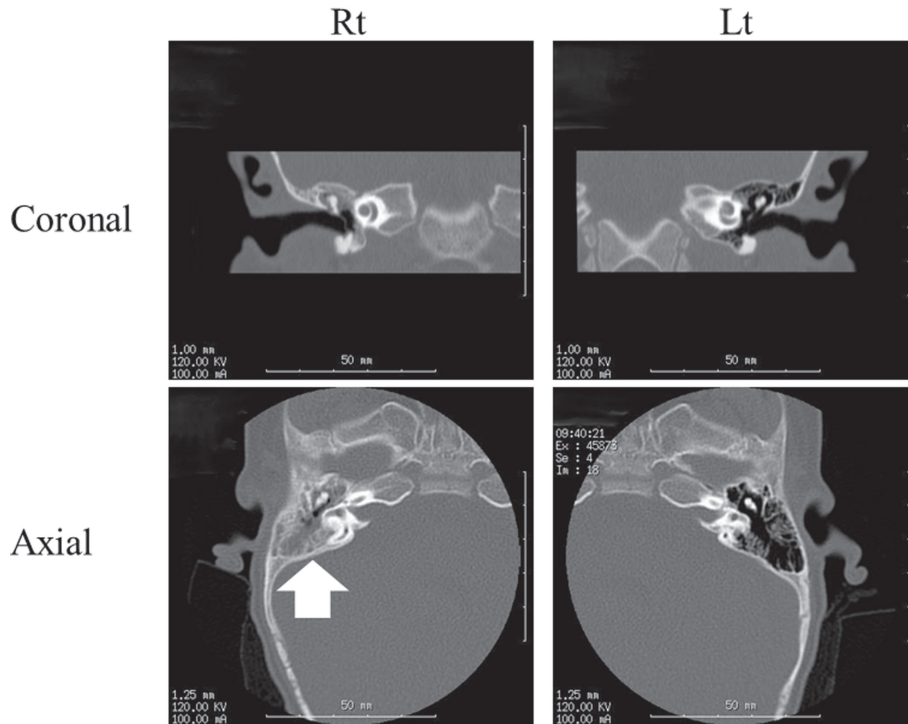 Rt
Lt
Coronal
1.00 mm
120.00 KV
100.00 mA
50 mm
1.00 mm
120.00 KV
100.00 mA
50 mm
Axial
1.25 mm
120.00 KV
100.00 mA
50 mm
09:40:21
Ex : 45873
Se : 4
Im : 18
1.25 mm
120.00 KV
100.00 mA
50 mm